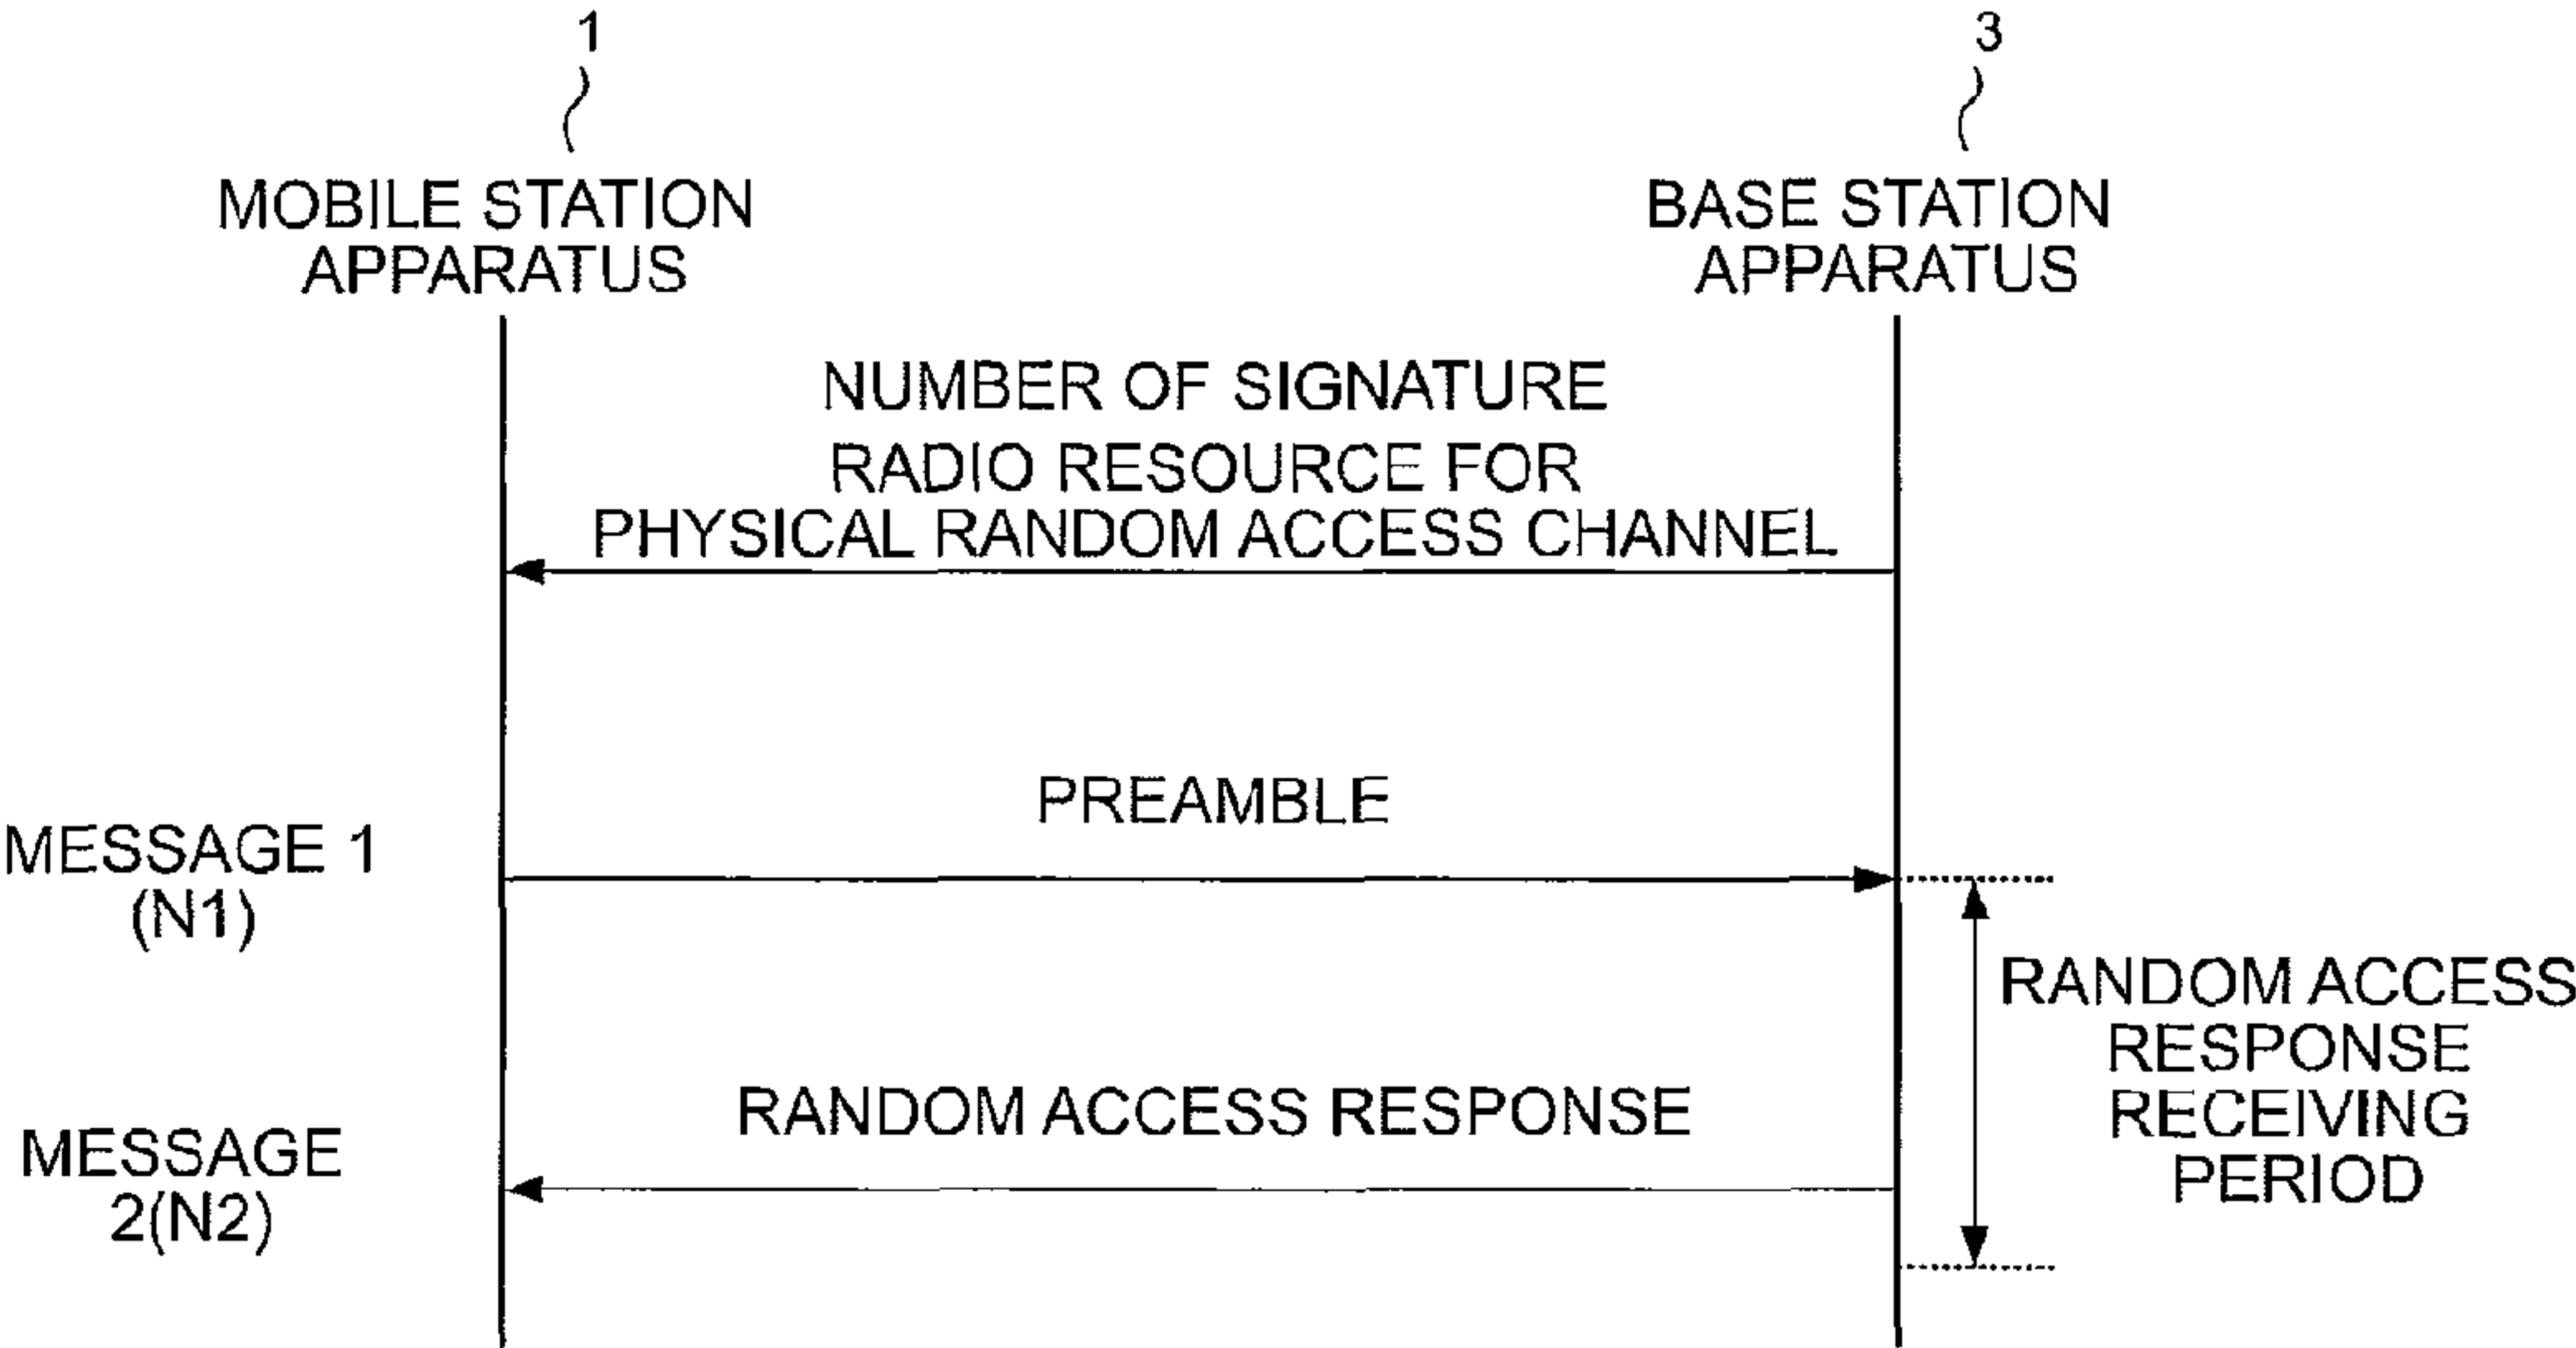 1
3
MOBILE STATION
APPARATUS
BASE STATION
APPARATUS
NUMBER OF SIGNATURE
RADIO RESOURCE FOR
PHYSICAL RANDOM ACCESS CHANNEL
PREAMBLE
MESSAGE 1
(N1)
RANDOM ACCESS
RESPONSE
RECEIVING
PERIOD
RANDOM ACCESS RESPONSE
MESSAGE
2(N2)